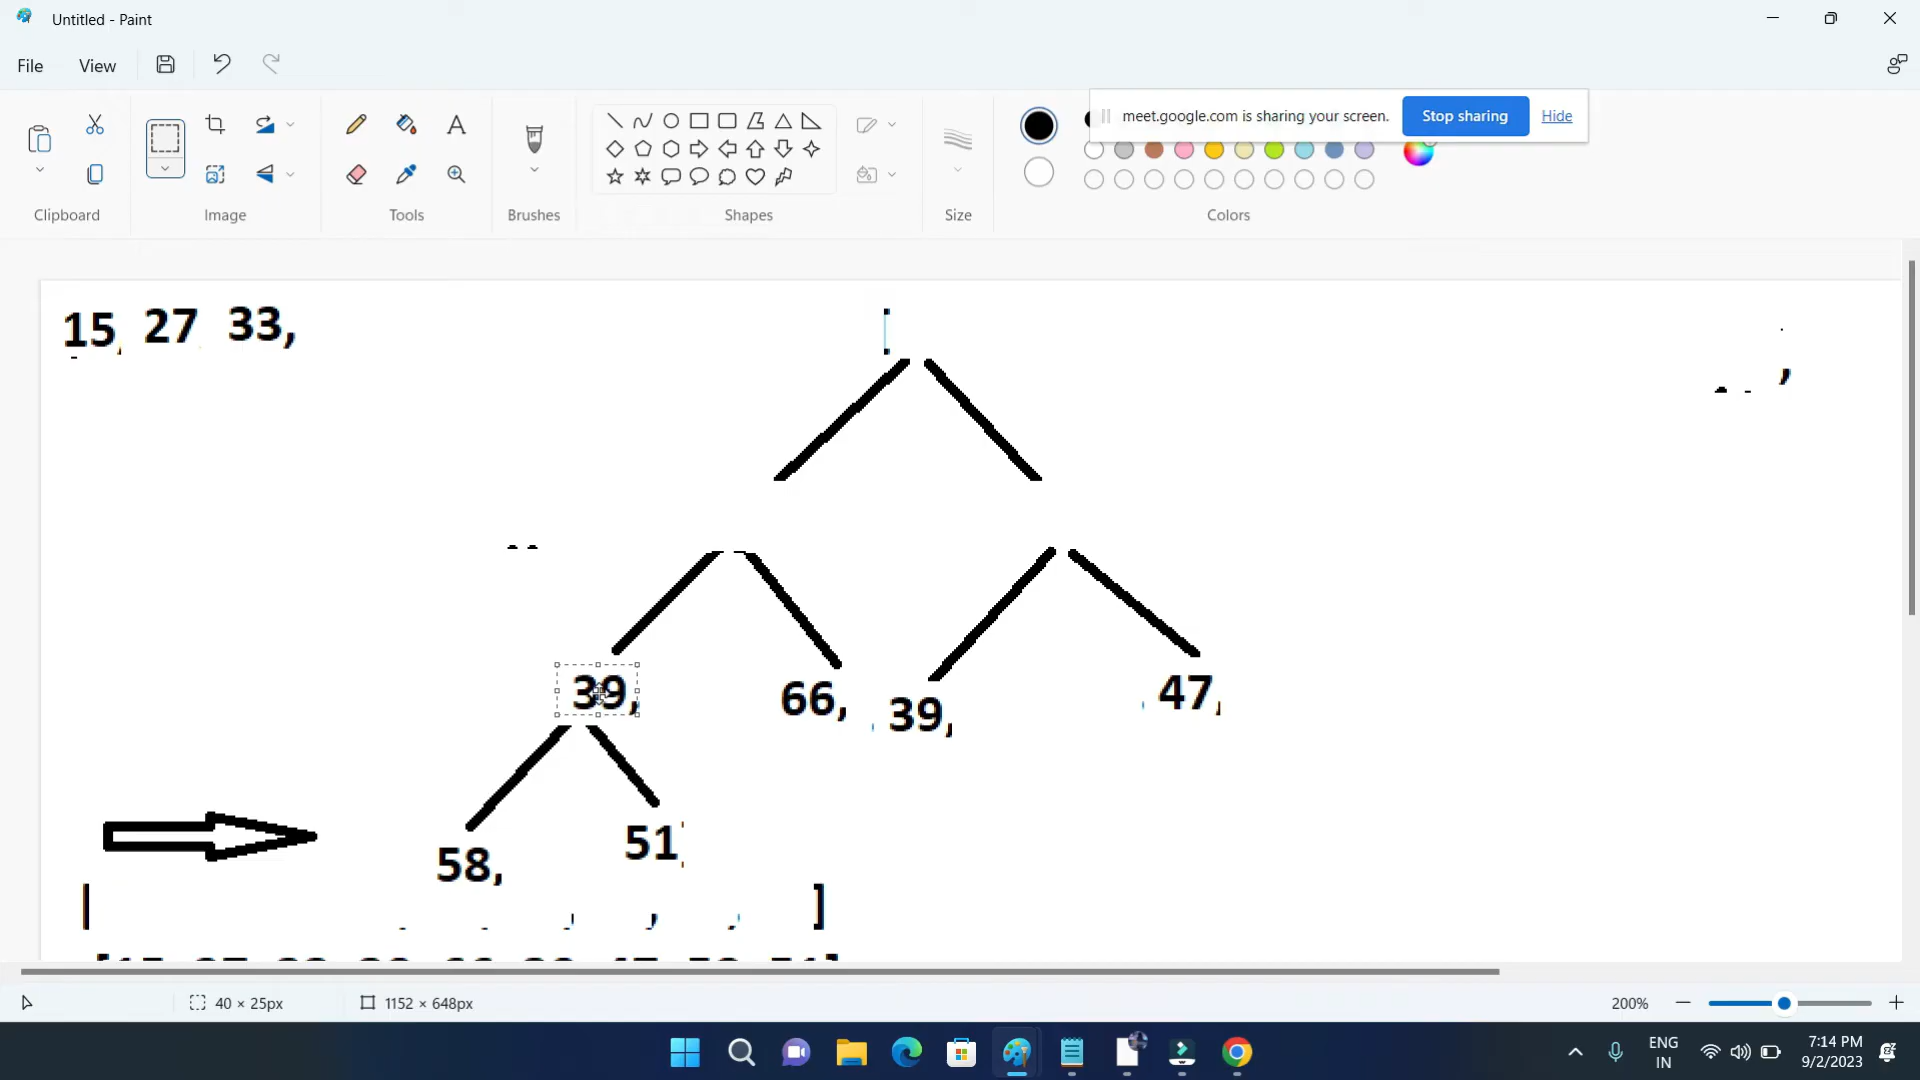 Untitled - Paint
File View
meet.google.com is sharing your screen. Stop sharing Hide
Clipboard Image Tools Brushes Shapes Size Colors
15, 27 33,
39, 66, 39, 47,
58, 51
[ , , , ]
200%
40 × 25px 1152 × 648px
ENG
IN
7:14 PM
9/2/2023